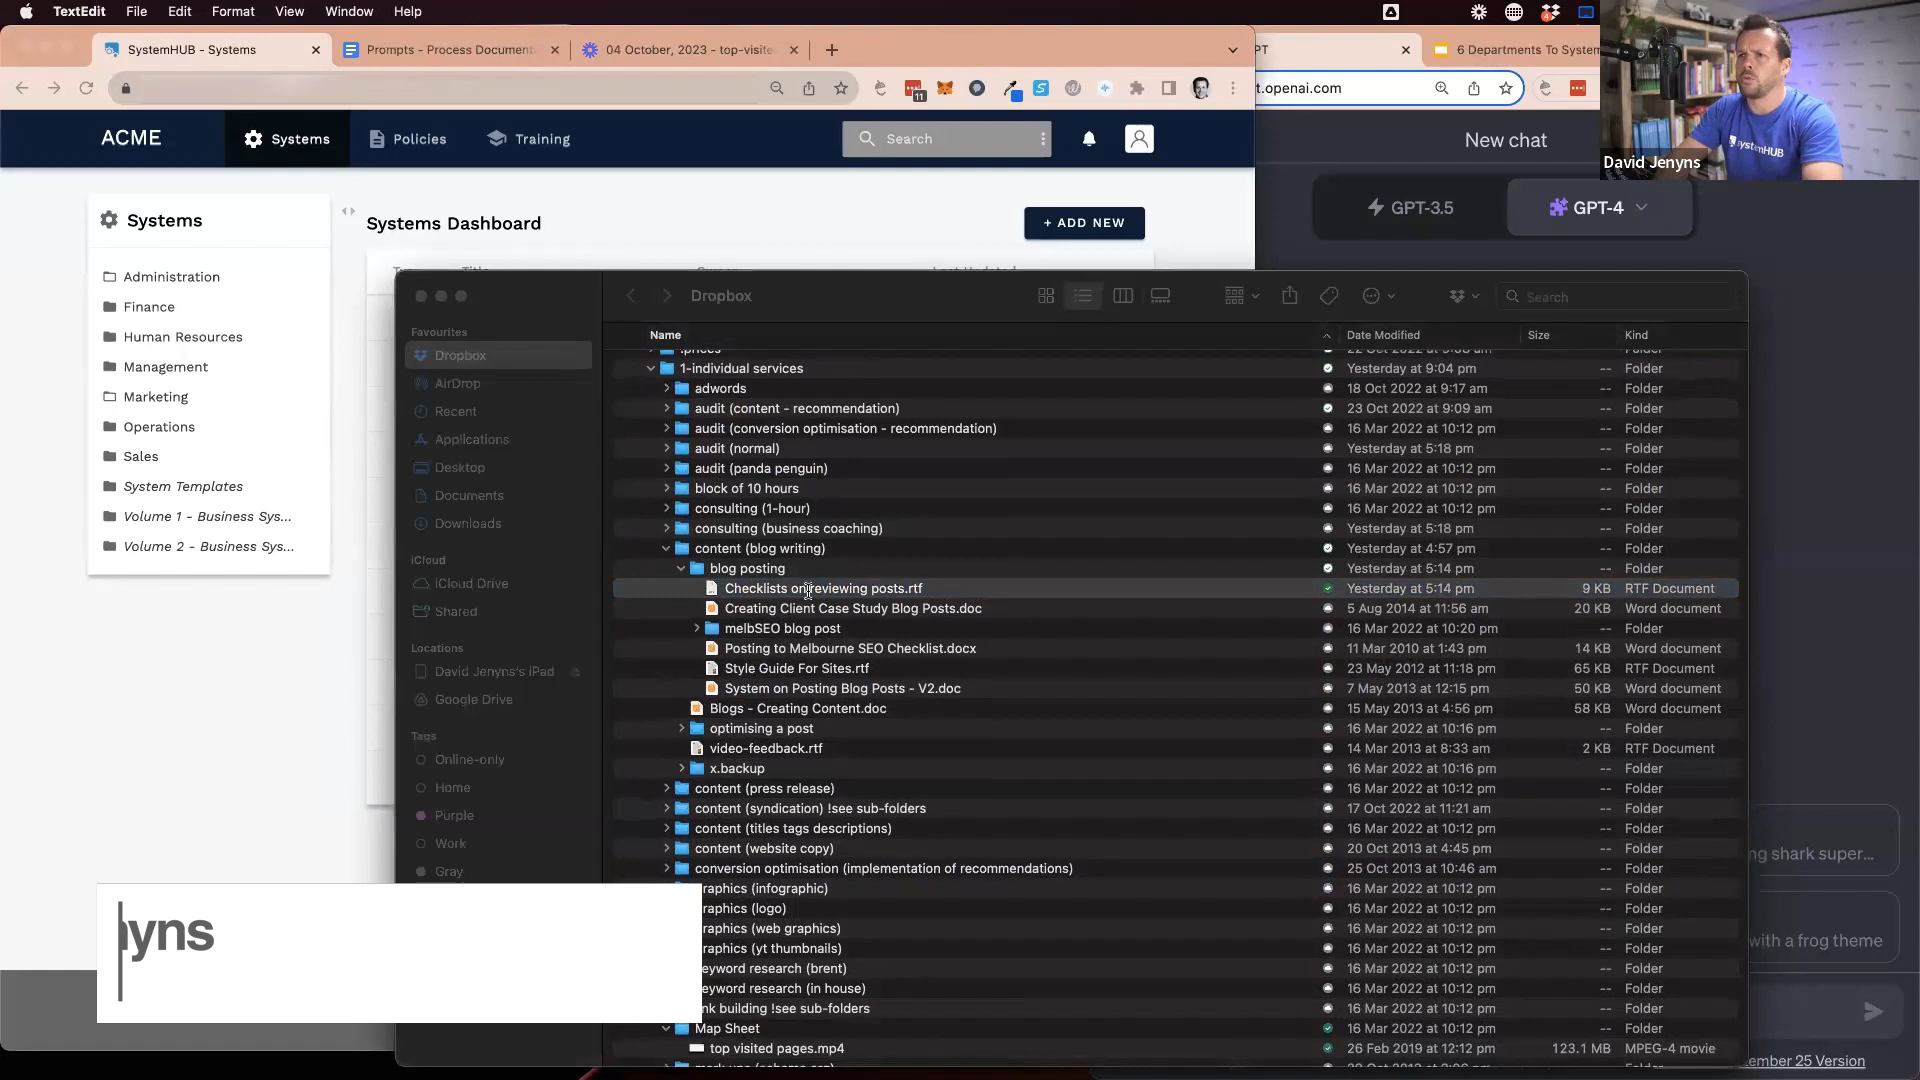 TextEdit File Edit Format View Window Help
SystemHUB - Systems
Prompts - Process Document
04 October, 2023 - top-visite
PT
6 Departments To System
11
t.openai.com
David Jenyns
systemHUB
ACME
Systems
Policies
Training
Search
New chat
GPT-3.5
GPT-4
Systems
Administration
Finance
Human Resources
Management
Marketing
Operations
Sales
System Templates
Volume 1 - Business Sys...
Volume 2 - Business Sys...
Systems Dashboard
+ ADD NEW
Dropbox
Search
Favourites
Dropbox
AirDrop
Recent
Applications
Desktop
Documents
Downloads
iCloud
iCloud Drive
Shared
Locations
David Jenyns's iPad
Google Drive
Tags
Online-only
Home
Purple
Work
Gray
Name Date Modified Size Kind
!prices 22 Oct 2022 at 9:08 am -- Folder
1-individual services Yesterday at 9:04 pm -- Folder
adwords 18 Oct 2022 at 9:17 am -- Folder
audit (content - recommendation) 23 Oct 2022 at 9:09 am -- Folder
audit (conversion optimisation - recommendation) 16 Mar 2022 at 10:12 pm -- Folder
audit (normal) Yesterday at 5:18 pm -- Folder
audit (panda penguin) 16 Mar 2022 at 10:12 pm -- Folder
block of 10 hours 16 Mar 2022 at 10:12 pm -- Folder
consulting (1-hour) 16 Mar 2022 at 10:12 pm -- Folder
consulting (business coaching) Yesterday at 5:18 pm -- Folder
content (blog writing) Yesterday at 4:57 pm -- Folder
blog posting Yesterday at 5:14 pm -- Folder
Checklists on reviewing posts.rtf Yesterday at 5:14 pm 9 KB RTF Document
Creating Client Case Study Blog Posts.doc 5 Aug 2014 at 11:56 am 20 KB Word document
melbSEO blog post 16 Mar 2022 at 10:20 pm -- Folder
Posting to Melbourne SEO Checklist.docx 11 Mar 2010 at 1:43 pm 14 KB Word document
Style Guide For Sites.rtf 23 May 2012 at 11:18 pm 65 KB RTF Document
System on Posting Blog Posts - V2.doc 7 May 2013 at 12:15 pm 50 KB Word document
Blogs - Creating Content.doc 15 May 2013 at 4:56 pm 58 KB Word document
optimising a post 16 Mar 2022 at 10:16 pm -- Folder
video-feedback.rtf 14 Mar 2013 at 8:33 am 2 KB RTF Document
x.backup 16 Mar 2022 at 10:16 pm -- Folder
content (press release) 16 Mar 2022 at 10:12 pm -- Folder
content (syndication) !see sub-folders 17 Oct 2022 at 11:21 am -- Folder
content (titles tags descriptions) 16 Mar 2022 at 10:12 pm -- Folder
content (website copy) 20 Oct 2013 at 4:45 pm -- Folder
conversion optimisation (implementation of recommendations) 25 Oct 2013 at 10:46 am -- Folder
raphics (infographic) 16 Mar 2022 at 10:12 pm -- Folder
raphics (logo) 16 Mar 2022 at 10:12 pm -- Folder
raphics (web graphics) 16 Mar 2022 at 10:12 pm -- Folder
raphics (yt thumbnails) 16 Mar 2022 at 10:12 pm -- Folder
eyword research (brent) 16 Mar 2022 at 10:12 pm -- Folder
eyword research (in house) 16 Mar 2022 at 10:12 pm -- Folder
nk building !see sub-folders 16 Mar 2022 at 10:12 pm -- Folder
Map Sheet 16 Mar 2022 at 10:12 pm -- Folder
top visited pages.mp4 26 Feb 2019 at 12:12 pm 123.1 MB MPEG-4 movie
yns
ng shark super...
with a frog theme
ember 25 Version